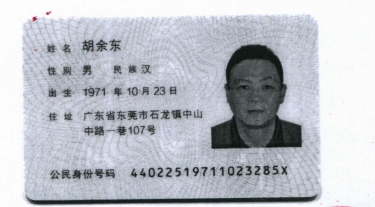 姓名 胡余东
性别 男 民族 汉
出生 1971 年 10 月 23 日
住址 广东省东莞市石龙镇中山
中路一巷107号
公民身份号码 44022519711023285X